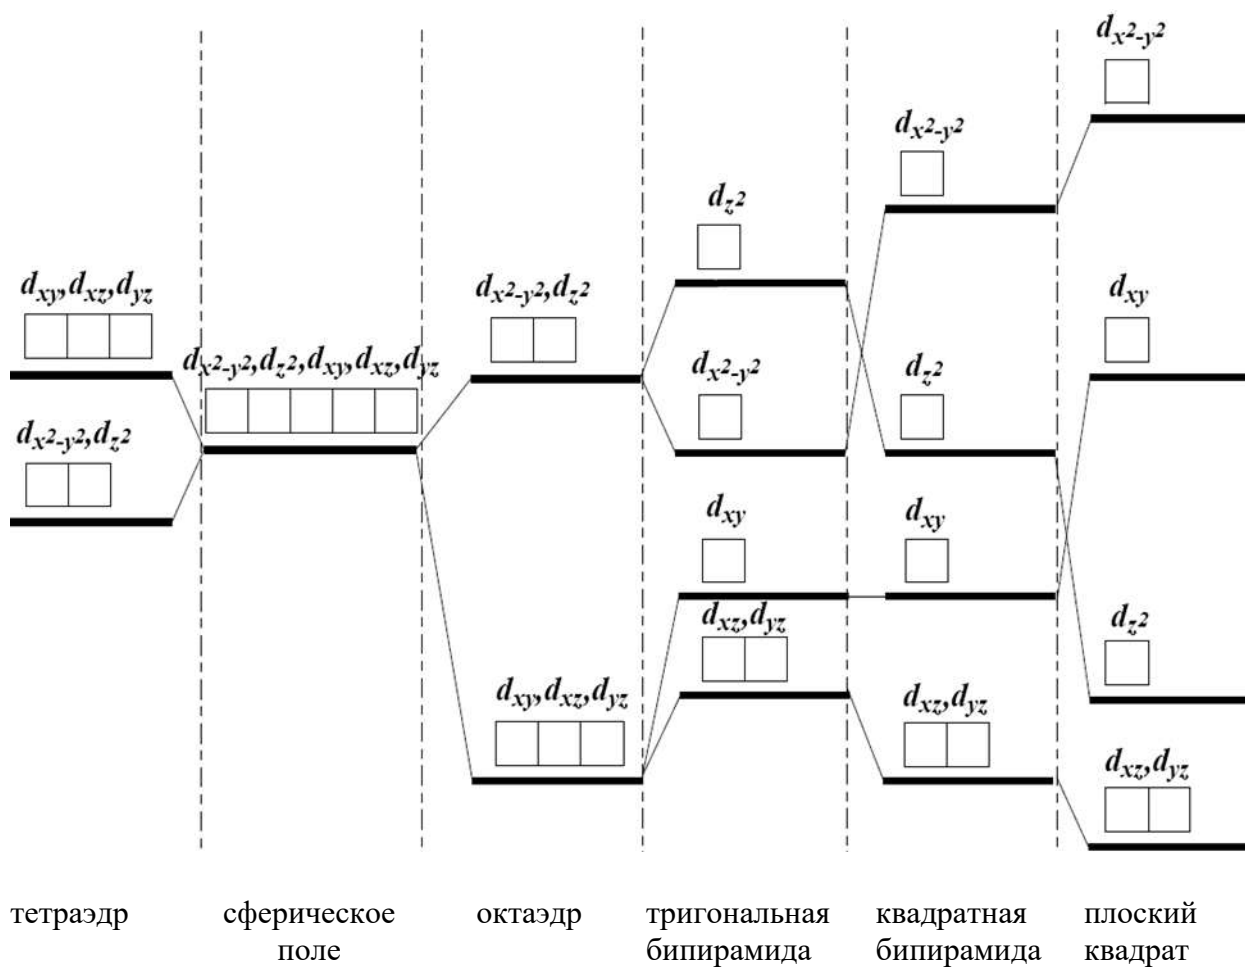 d_{x²-y²}
d_{x²-y²}
d_{z²}
d_{xy}, d_{xz}, d_{yz}
d_{x²-y²}, d_{z²}
d_{xy}
d_{x²-y²}, d_{z²}, d_{xy}, d_{xz}, d_{yz}
d_{x²-y²}
d_{z²}
d_{x²-y²}, d_{z²}
d_{xy}
d_{xy}
d_{xz}, d_{yz}
d_{z²}
d_{xy}, d_{xz}, d_{yz}
d_{xz}, d_{yz}
d_{xz}, d_{yz}
тетраэдр
сферическое
поле
октаэдр
тригональная
бипирамида
квадратная
бипирамида
плоский
квадрат